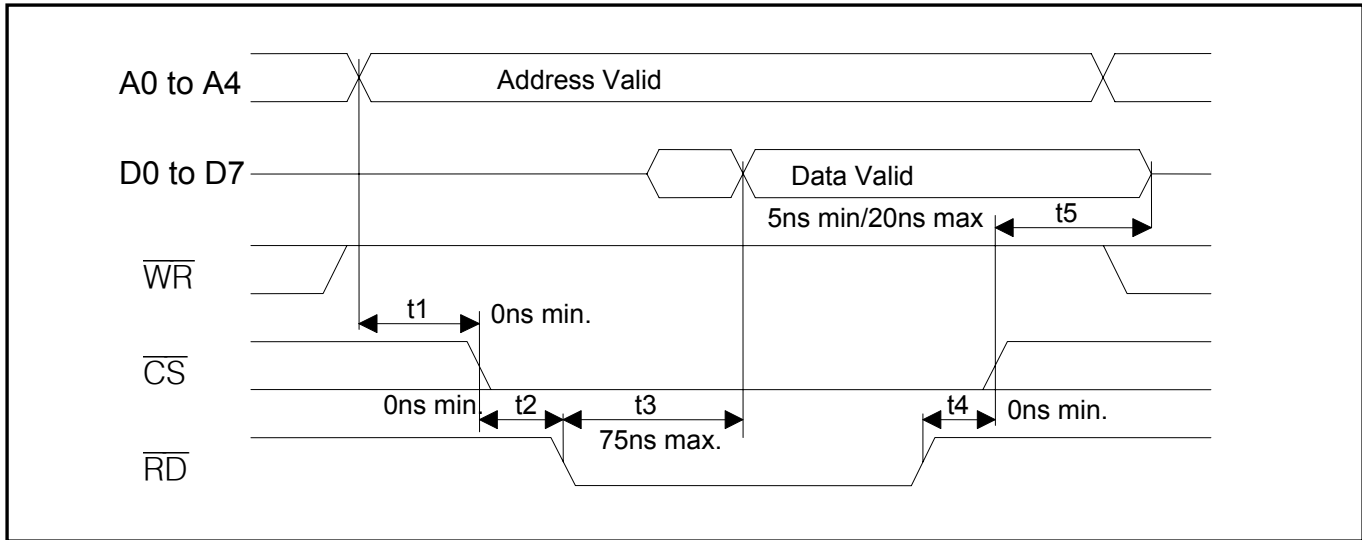 A0 to A4
Address Valid
D0 to D7
Data Valid
5ns min/20ns max
t5
WR
t1
0ns min.
CS
0ns min.
t2
t3
t4
0ns min.
75ns max.
RD